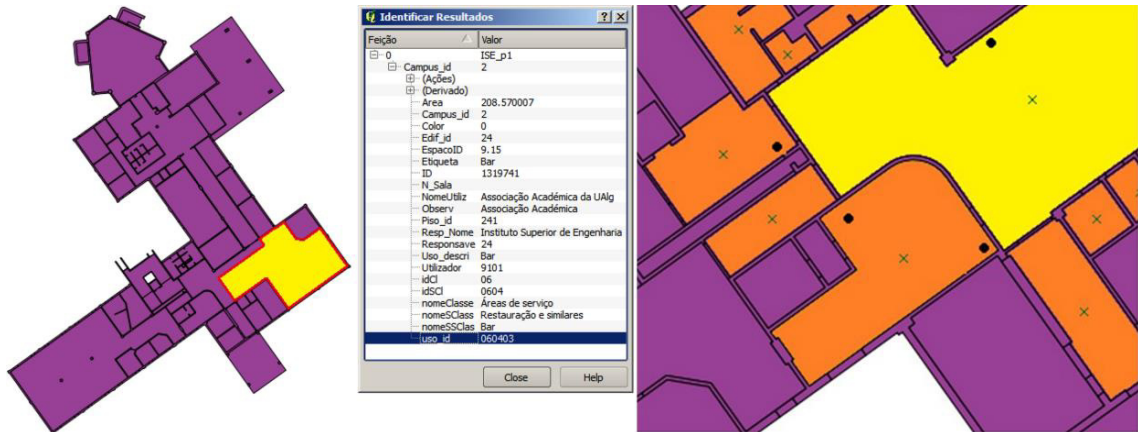 Identificar Resultados
Feição Valor
0 ISE_p1
Campus_id 2
(Ações)
(Derivado)
Area 208.570007
Campus_id 2
Color 0
Edif_id 24
EspacoID 9.15
Etiqueta Bar
ID 1319741
N_Sala
NomeUtiliz Associação Académica da UAlg
Observ Associação Académica
Piso_id 241
Resp_Nome Instituto Superior de Engenharia
Responsave 24
Uso_descri Bar
Utilizador 9101
idCl 06
idSCl 0604
nomeClasse Áreas de serviço
nomeSClass Restauração e similares
nomeSSClas Bar
uso_id 060403
Close Help